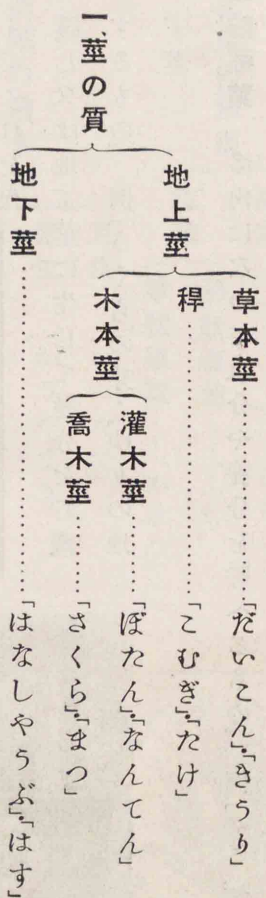 一、莖の質
地上莖
草本莖……………「だいこん」「きうり」
稈……………「こむぎ」「たけ」
木本莖
灌木莖……………「ぼたん」「なんてん」
喬木莖……………「さくら」「まつ」
地下莖……………「はなしやうぶ」「はす」